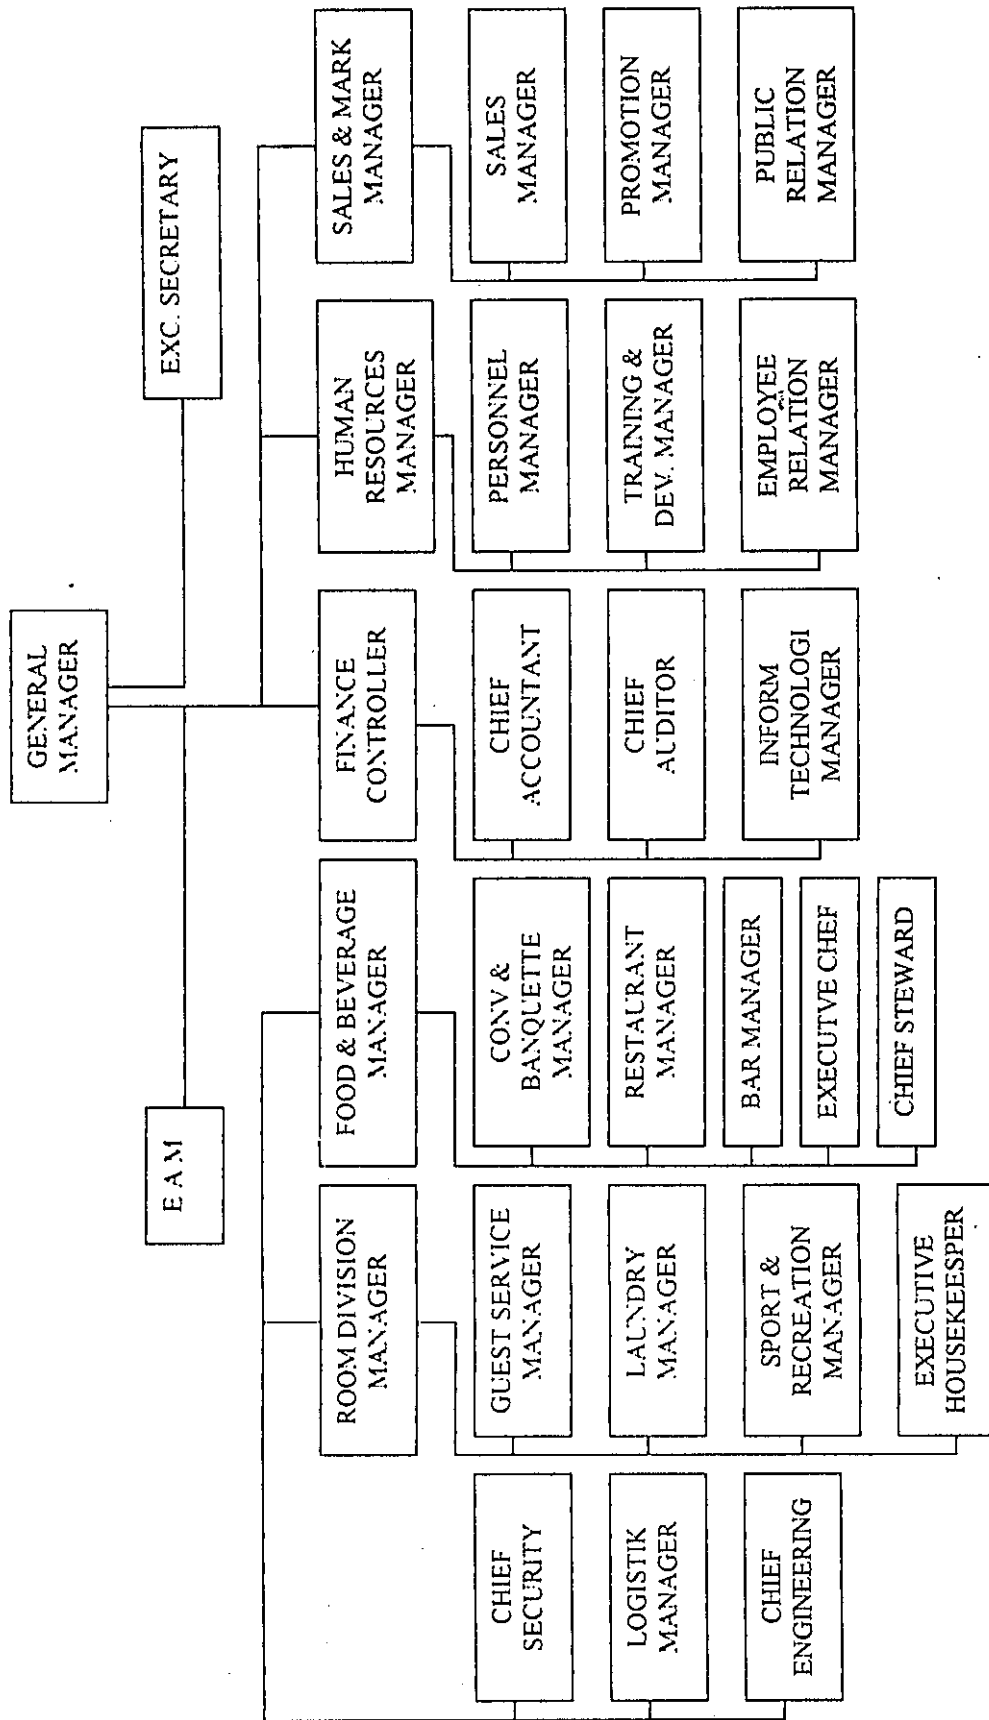 GENERAL
MANAGER
E A M
EXC. SECRETARY
ROOM DIVISION
MANAGER
FOOD & BEVERAGE
MANAGER
FINANCE
CONTROLLER
HUMAN
RESOURCES
MANAGER
SALES & MARK
MANAGER
CHIEF
SECURITY
LOGISTIK
MANAGER
CHIEF
ENGINEERING
GUEST SERVICE
MANAGER
LAUNDRY
MANAGER
SPORT &
RECREATION
MANAGER
EXECUTIVE
HOUSEKEESPER
CONV &
BANQUETTE
MANAGER
RESTAURANT
MANAGER
BAR MANAGER
EXECUTVE CHEF
CHIEF STEWARD
CHIEF
ACCOUNTANT
CHIEF
AUDITOR
INFORM
TECHNOLOGI
MANAGER
PERSONNEL
MANAGER
TRAINING &
DEV. MANAGER
EMPLOYEE
RELATION
MANAGER
SALES
MANAGER
PROMOTION
MANAGER
PUBLIC
RELATION
MANAGER